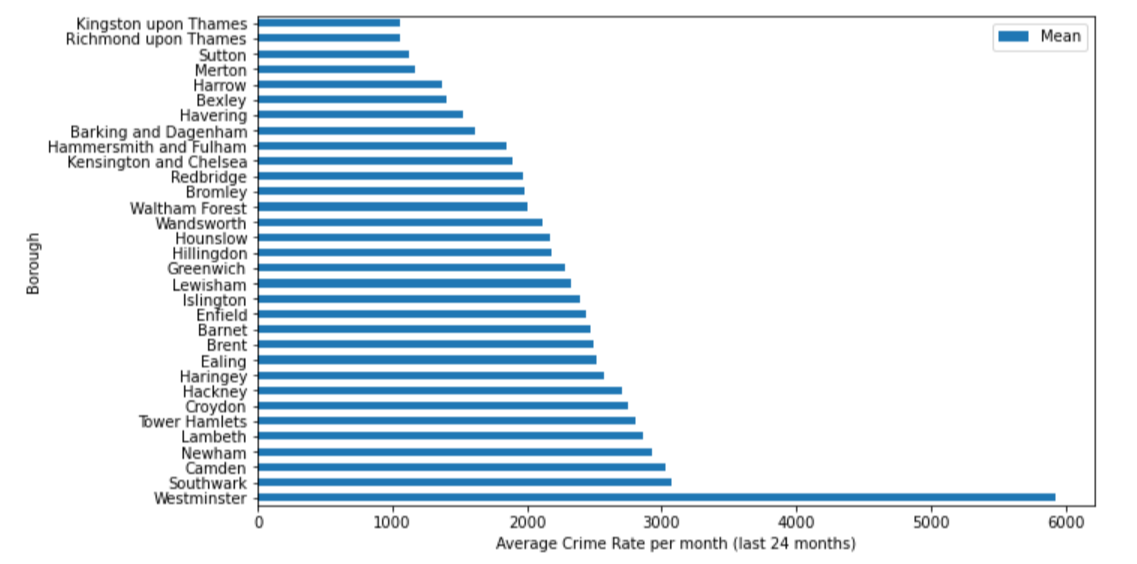 Kingston upon Thames
Richmond upon Thames
Sutton
Merton
Harrow
Bexley
Havering
Barking and Dagenham
Hammersmith and Fulham
Kensington and Chelsea
Redbridge
Bromley
Waltham Forest
Wandsworth
Hounslow
Hillingdon
Greenwich
Lewisham
Islington
Enfield
Barnet
Brent
Ealing
Haringey
Hackney
Croydon
Tower Hamlets
Lambeth
Newham
Camden
Southwark
Westminster
Borough
Mean
0 1000 2000 3000 4000 5000 6000
Average Crime Rate per month (last 24 months)